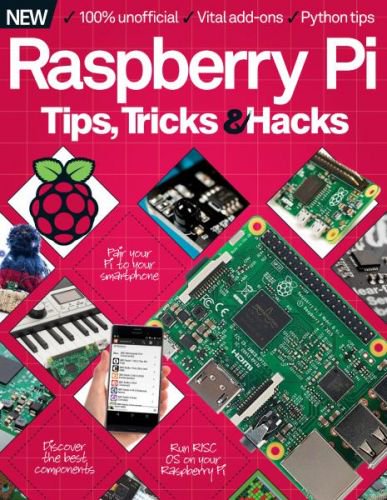 NEW
✓ 100% unofficial ✓ Vital add-ons ✓ Python tips
Raspberry Pi
Tips, Tricks & Hacks
Pair your
Pi to your
smartphone
HDMI
Discover
the best
components
Run RISC
OS on your
Raspberry Pi